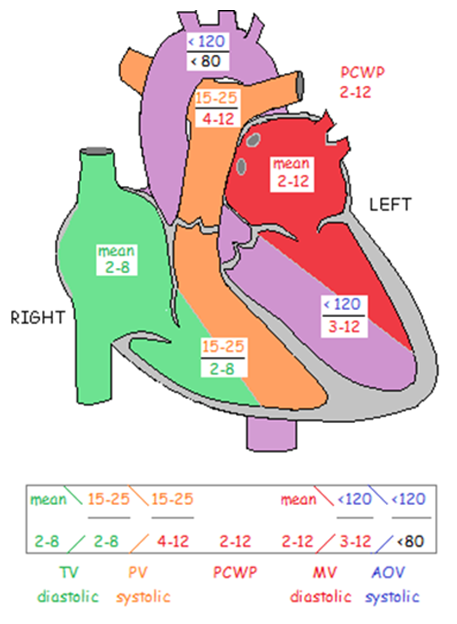 < 120
< 80
PCWP
2-12
15-25
4-12
mean
2-12
LEFT
mean
2-8
< 120
3-12
RIGHT
15-25
2-8
mean 15-25 15-25 mean <120 <120
2-8 2-8 4-12 2-12 2-12 3-12 <80
TV PV PCWP MV AOV
diastolic systolic diastolic systolic